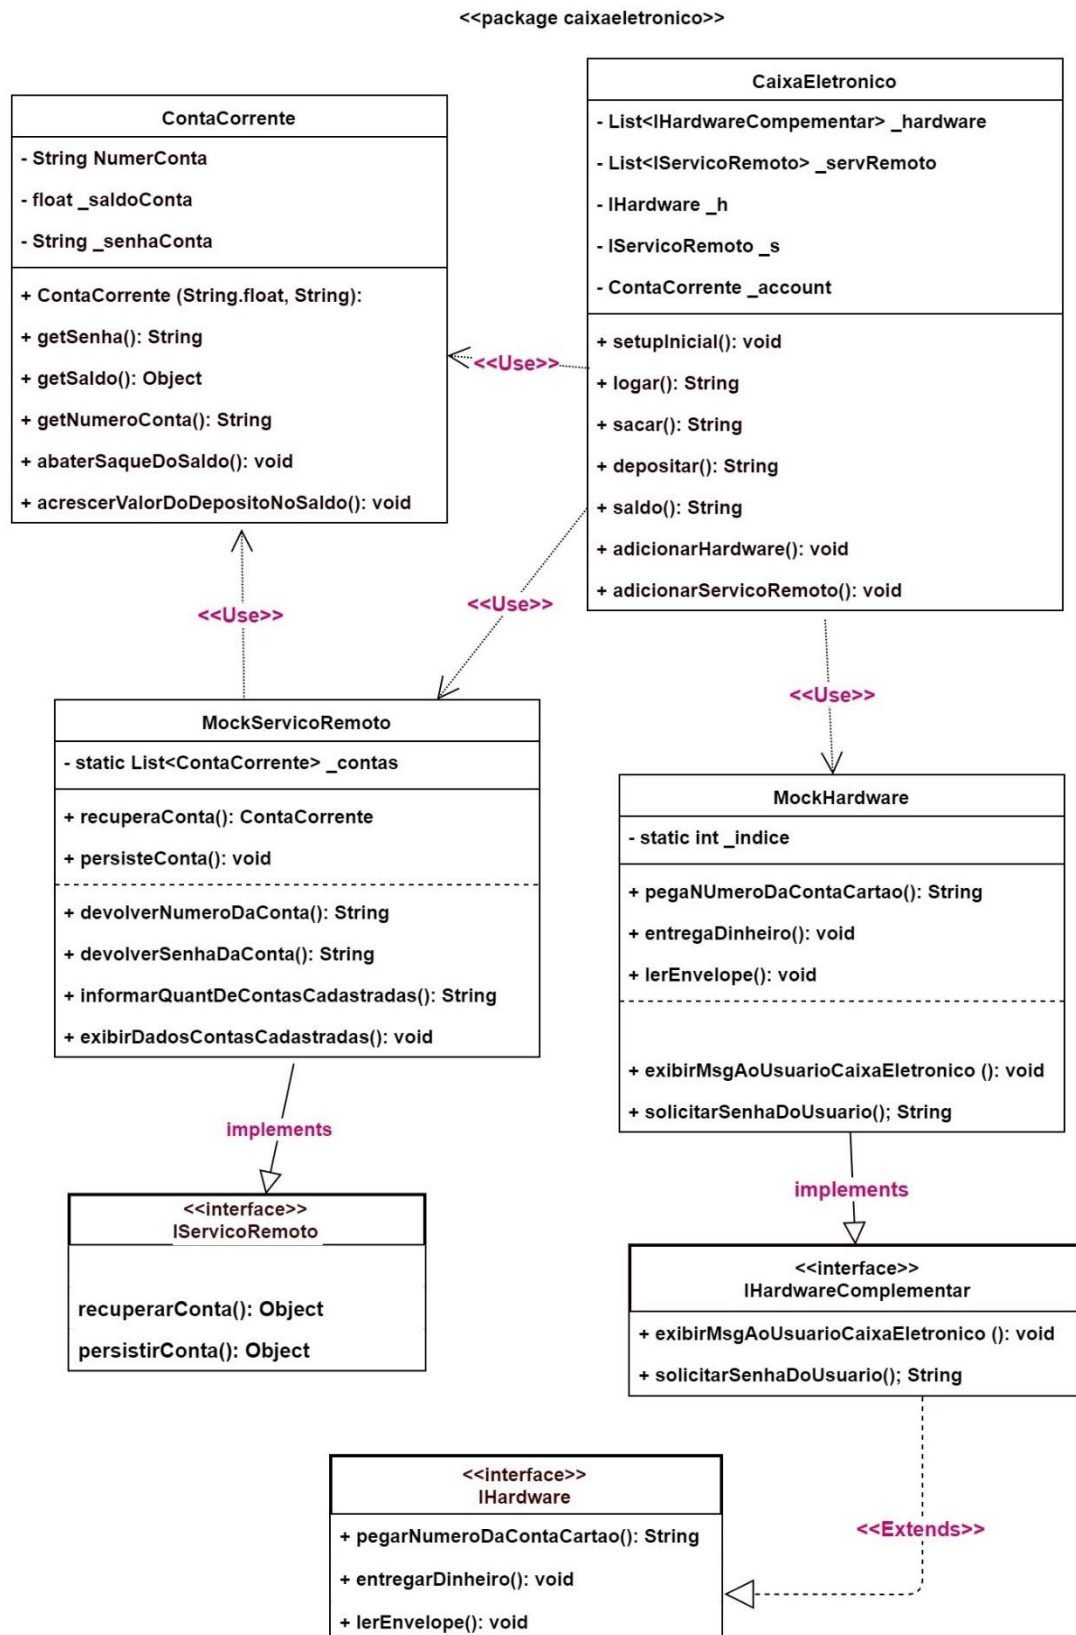 <<package caixaeletronico>>
ContaCorrente
- String NumerConta
- float _saldoConta
- String _senhaConta
+ ContaCorrente (String.float, String):
+ getSenha(): String
+ getSaldo(): Object
+ getNumeroConta(): String
+ abaterSaqueDoSaldo(): void
+ acrescerValorDoDepositoNoSaldo(): void
CaixaEletronico
- List<IHardwareCompementar> _hardware
- List<IServicoRemoto> _servRemoto
- IHardware _h
- IServicoRemoto _s
- ContaCorrente _account
+ setupInicial(): void
+ logar(): String
+ sacar(): String
+ depositar(): String
+ saldo(): String
+ adicionarHardware(): void
+ adicionarServicoRemoto(): void
<<Use>>
<<Use>>
<<Use>>
<<Use>>
MockServicoRemoto
- static List<ContaCorrente> _contas
+ recuperaConta(): ContaCorrente
+ persisteConta(): void
+ devolverNumeroDaConta(): String
+ devolverSenhaDaConta(): String
+ informarQuantDeContasCadastradas(): String
+ exibirDadosContasCadastradas(): void
MockHardware
- static int _indice
+ pegaNUmeroDaContaCartao(): String
+ entregaDinheiro(): void
+ lerEnvelope(): void
+ exibirMsgAoUsuarioCaixaEletronico (): void
+ solicitarSenhaDoUsuario(); String
implements
implements
<<interface>>
IServicoRemoto
recuperarConta(): Object
persistirConta(): Object
<<interface>>
IHardwareComplementar
+ exibirMsgAoUsuarioCaixaEletronico (): void
+ solicitarSenhaDoUsuario(); String
<<interface>>
IHardware
+ pegarNumeroDaContaCartao(): String
+ entregarDinheiro(): void
+ lerEnvelope(): void
<<Extends>>